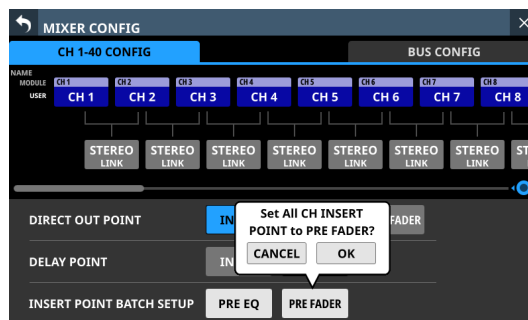 MIXER CONFIG
CH 1-40 CONFIG BUS CONFIG
NAME
MODULE CH 1 CH 2 CH 3 CH 4 CH 5 CH 6 CH 7 CH 8
USER CH 1 CH 2 CH 3 CH 4 CH 5 CH 6 CH 7 CH 8
STEREO STEREO STEREO STEREO STEREO STEREO STEREO ST
LINK LINK LINK LINK LINK LINK LINK
Set All CH INSERT
POINT to PRE FADER?
CANCEL OK
DIRECT OUT POINT IN FADER
DELAY POINT IN
INSERT POINT BATCH SETUP PRE EQ PRE FADER